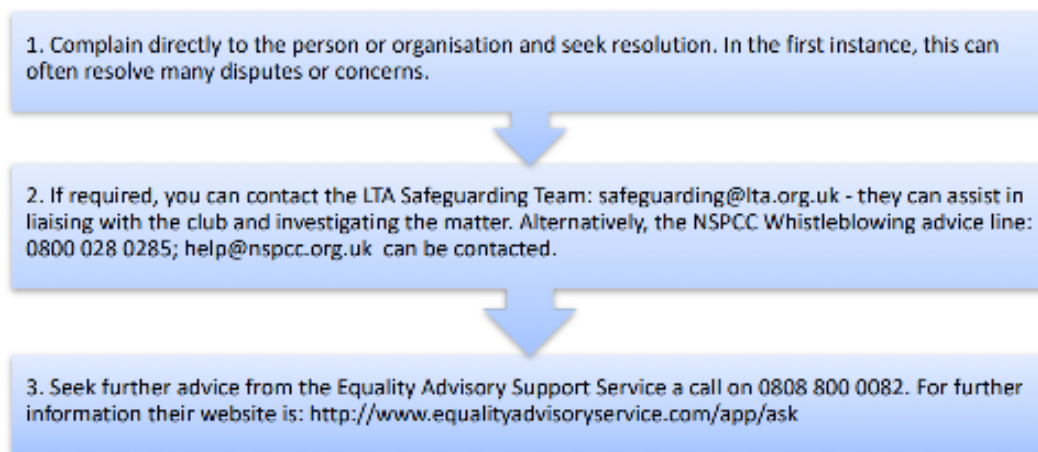 1. Complain directly to the person or organisation and seek resolution. In the first instance, this can
often resolve many disputes or concerns.
2. If required, you can contact the LTA Safeguarding Team: safeguarding@lta.org.uk - they can assist in
liaising with the club and investigating the matter. Alternatively, the NSPCC Whistleblowing advice line:
0800 028 0285; help@nspcc.org.uk  can be contacted.
3. Seek further advice from the Equality Advisory Support Service a call on 0808 800 0082. For further
information their website is: http://www.equalityadvisoryservice.com/app/ask